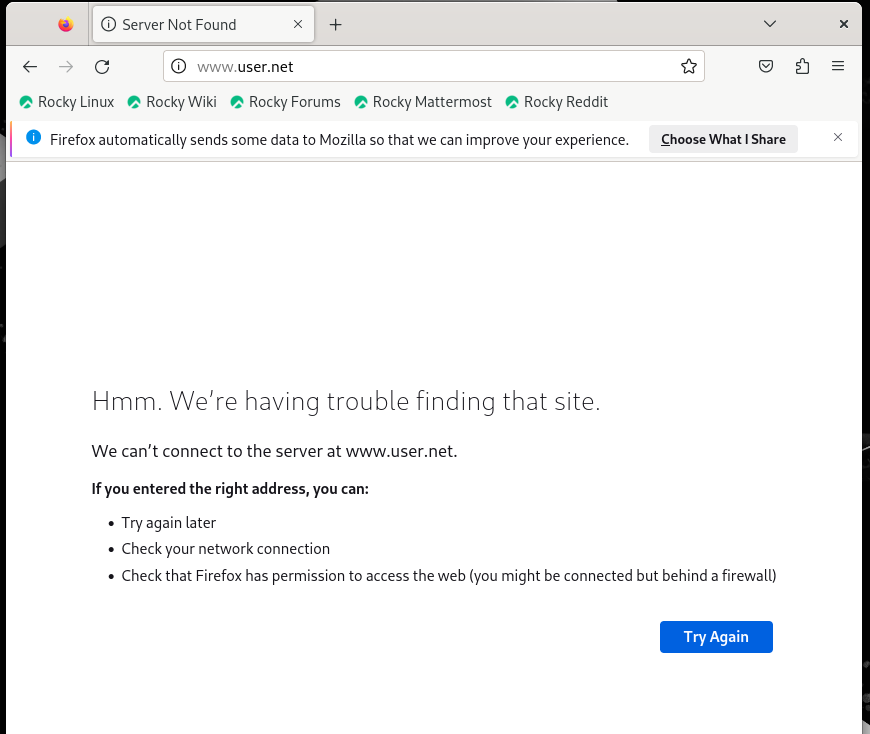 Server Not Found
www.user.net
Rocky Linux Rocky Wiki Rocky Forums Rocky Mattermost Rocky Reddit
Firefox automatically sends some data to Mozilla so that we can improve your experience. Choose What I Share
Hmm. We’re having trouble finding that site.
We can’t connect to the server at www.user.net.
If you entered the right address, you can:
• Try again later
• Check your network connection
• Check that Firefox has permission to access the web (you might be connected but behind a firewall)
Try Again